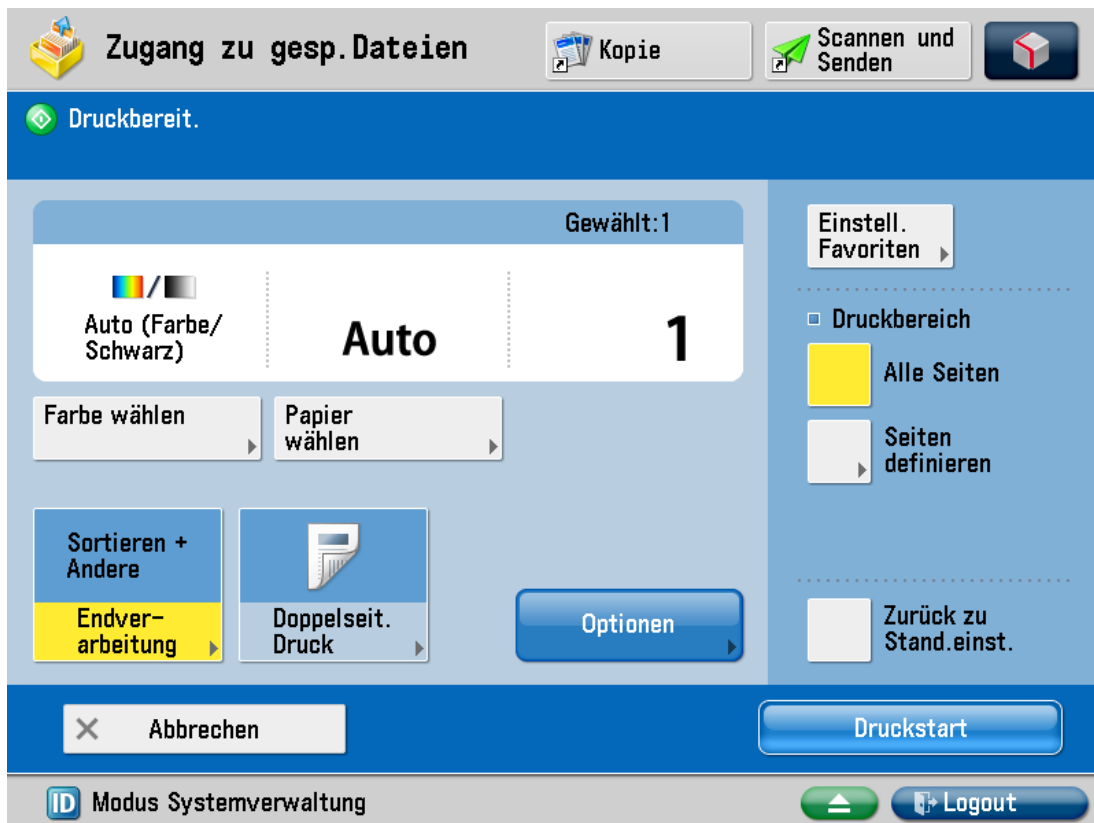 Zugang zu gesp.Dateien
Kopie
Scannen und
Senden
Druckbereit.
Gewählt:1
Auto (Farbe/
Schwarz)
Auto
1
Farbe wählen
Papier
wählen
Sortieren +
Andere
Endver-
arbeitung
Doppelseit.
Druck
Optionen
Einstell.
Favoriten
Druckbereich
Alle Seiten
Seiten
definieren
Zurück zu
Stand.einst.
Abbrechen
Druckstart
ID Modus Systemverwaltung
Logout